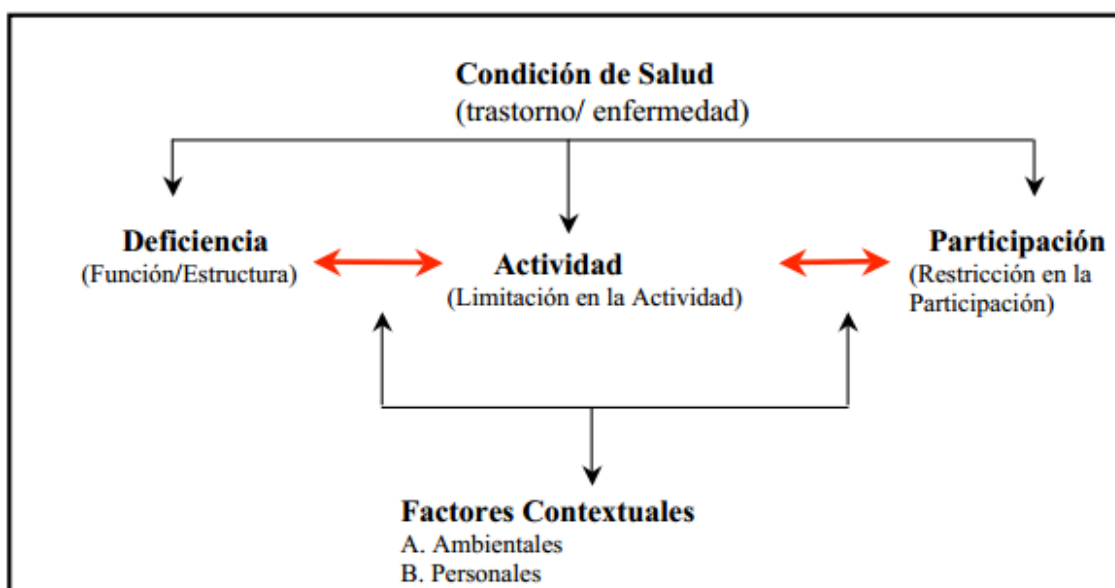 Condición de Salud
(trastorno/ enfermedad)
Deficiencia
(Función/Estructura)
Actividad
(Limitación en la Actividad)
Participación
(Restricción en la
Participación)
Factores Contextuales
A. Ambientales
B. Personales